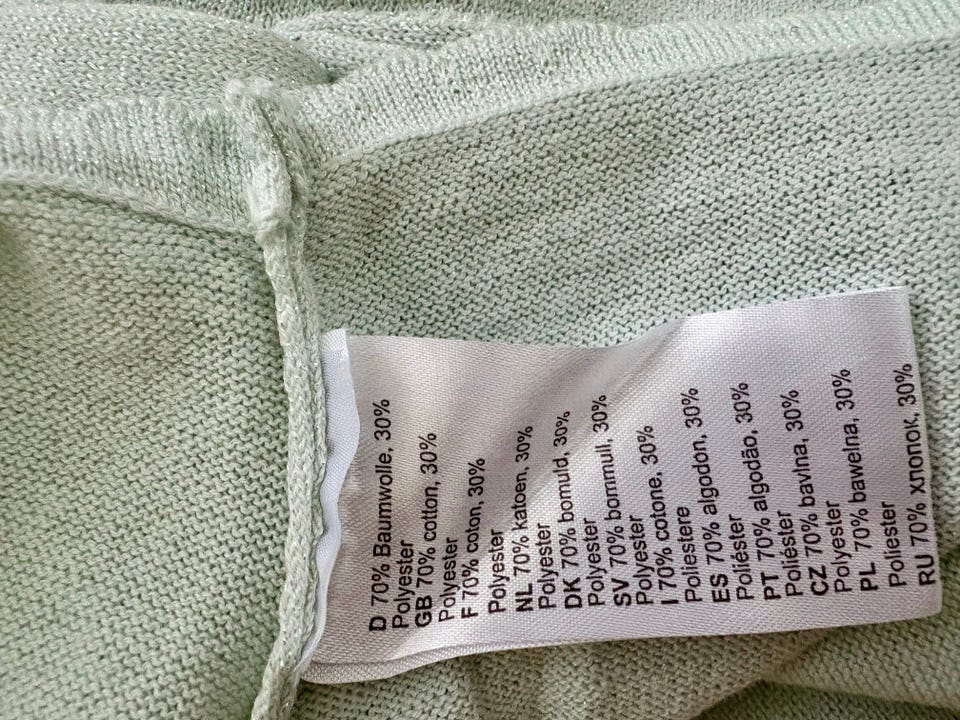 D 70% Baumwolle, 30%
Polyester
GB 70% cotton, 30%
Polyester
F 70% coton, 30%
Polyester
NL 70% katoen, 30%
Polyester
DK 70% bomuld, 30%
Polyester
SV 70% bommull, 30%
Polyester
I 70% cotone, 30%
Poliestere
ES 70% algodon, 30%
Poliéster
PT 70% algodão, 30%
Poliéster
CZ 70% bavlna, 30%
Polyester
PL 70% bawełna, 30%
Poliester
RU 70% хлопок, 30%